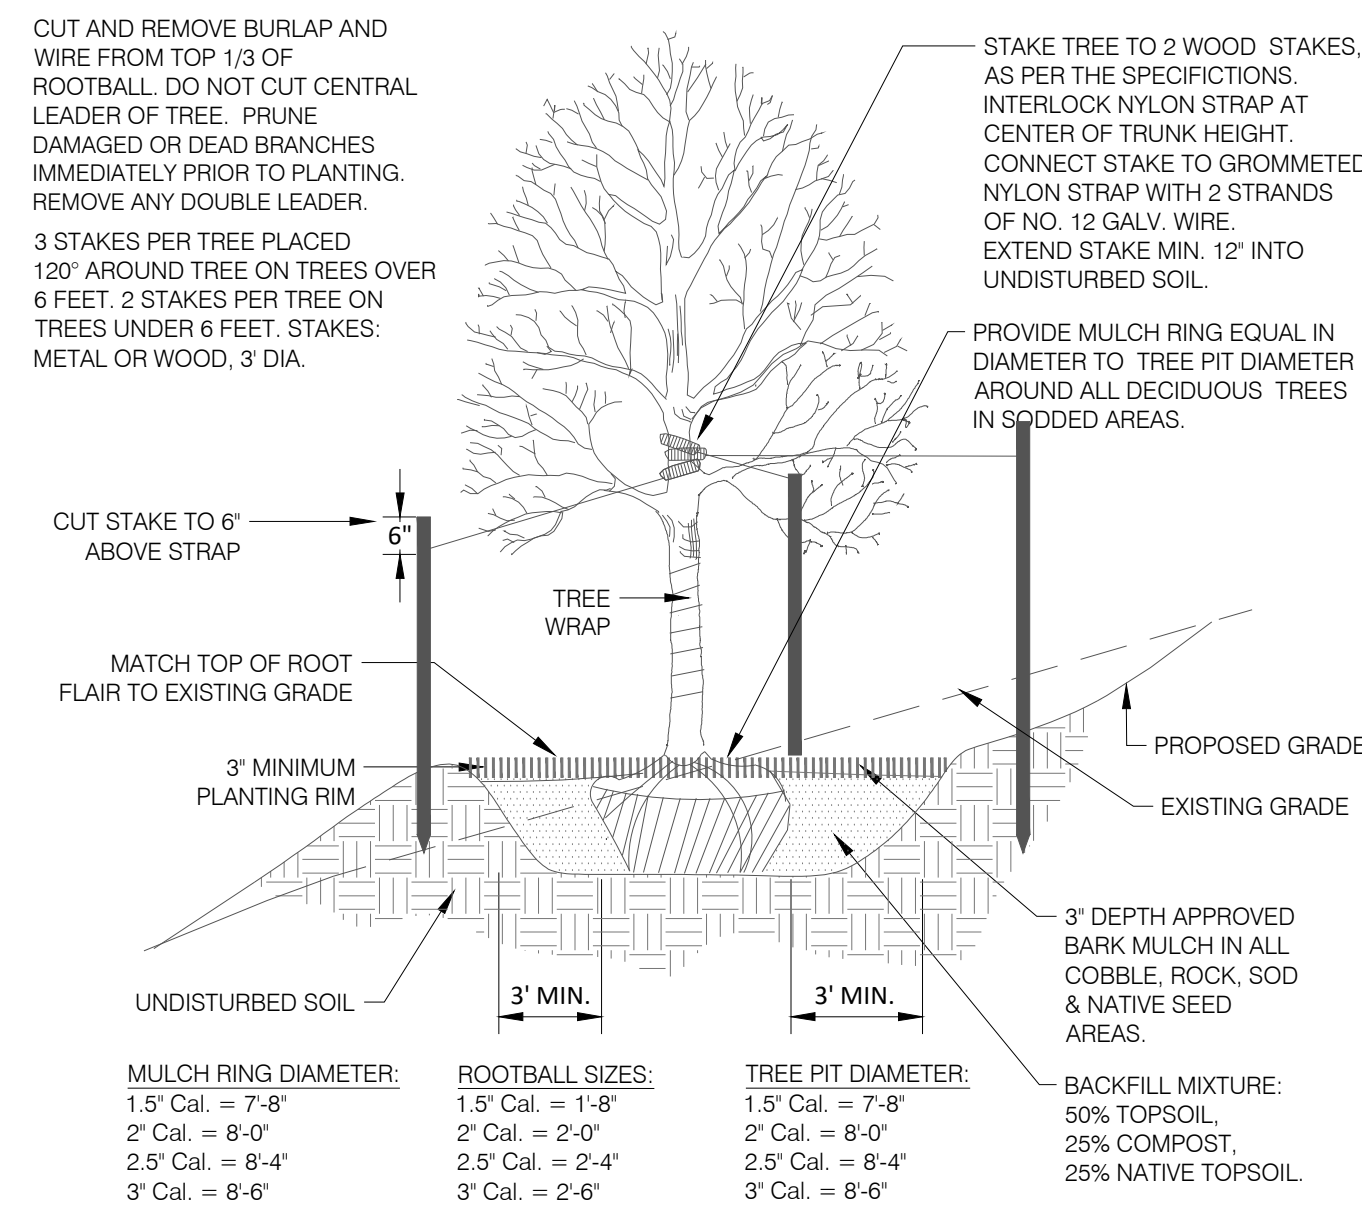 CUT AND REMOVE BURLAP AND
WIRE FROM TOP 1/3 OF
ROOTBALL. DO NOT CUT CENTRAL
LEADER OF TREE. PRUNE
DAMAGED OR DEAD BRANCHES
IMMEDIATELY PRIOR TO PLANTING.
REMOVE ANY DOUBLE LEADER.
3 STAKES PER TREE PLACED
120° AROUND TREE ON TREES OVER
6 FEET. 2 STAKES PER TREE ON
TREES UNDER 6 FEET. STAKES:
METAL OR WOOD, 3' DIA.
STAKE TREE TO 2 WOOD STAKES,
AS PER THE SPECIFICTIONS.
INTERLOCK NYLON STRAP AT
CENTER OF TRUNK HEIGHT.
CONNECT STAKE TO GROMMETED
NYLON STRAP WITH 2 STRANDS
OF NO. 12 GALV. WIRE.
EXTEND STAKE MIN. 12" INTO
UNDISTURBED SOIL.
PROVIDE MULCH RING EQUAL IN
DIAMETER TO TREE PIT DIAMETER
AROUND ALL DECIDUOUS TREES
IN SODDED AREAS.
CUT STAKE TO 6"
ABOVE STRAP
6"
TREE
WRAP
MATCH TOP OF ROOT
FLAIR TO EXISTING GRADE
3" MINIMUM
PLANTING RIM
PROPOSED GRADE
EXISTING GRADE
UNDISTURBED SOIL
3' MIN.
3' MIN.
3" DEPTH APPROVED
BARK MULCH IN ALL
COBBLE, ROCK, SOD
& NATIVE SEED
AREAS.
BACKFILL MIXTURE:
50% TOPSOIL,
25% COMPOST,
25% NATIVE TOPSOIL.
MULCH RING DIAMETER:
1.5" Cal. = 7'-8"
2" Cal. = 8'-0"
2.5" Cal. = 8'-4"
3" Cal. = 8'-6"
ROOTBALL SIZES:
1.5" Cal. = 1'-8"
2" Cal. = 2'-0"
2.5" Cal. = 2'-4"
3" Cal. = 2'-6"
TREE PIT DIAMETER:
1.5" Cal. = 7'-8"
2" Cal. = 8'-0"
2.5" Cal. = 8'-4"
3" Cal. = 8'-6"